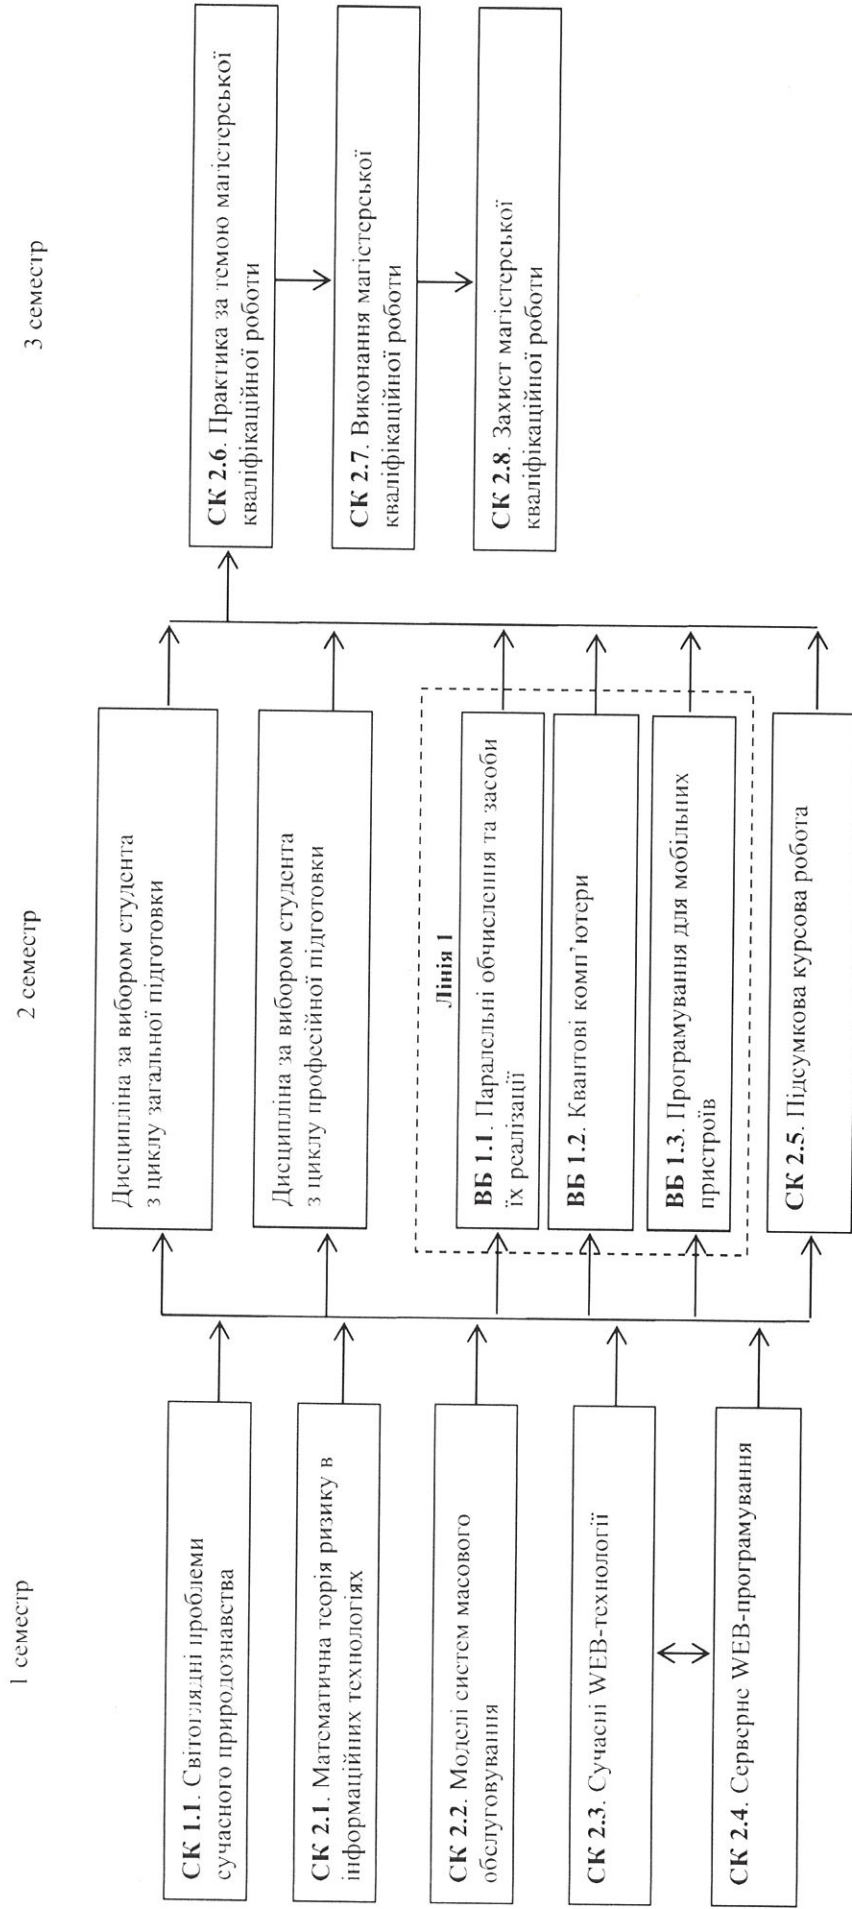 1 семестр
СК 1.1. Світоглядні проблеми
сучасного природознавства
СК 2.1. Математична теорія ризику в
інформаційних технологіях
СК 2.2. Моделі систем масового
обслуговування
СК 2.3. Сучасні WEB-технології
СК 2.4. Серверне WEB-програмування
2 семестр
Дисципліна за вибором студента
з циклу загальної підготовки
Дисципліна за вибором студента
з циклу професійної підготовки
Лінія 1
ВБ 1.1. Паралельні обчислення та засоби
їх реалізації
ВБ 1.2. Квантові комп’ютери
ВБ 1.3. Програмування для мобільних
пристроїв
СК 2.5. Підсумкова курсова робота
3 семестр
СК 2.6. Практика за темою магістерської
кваліфікаційної роботи
СК 2.7. Виконання магістерської
кваліфікаційної роботи
СК 2.8. Захист магістерської
кваліфікаційної роботи